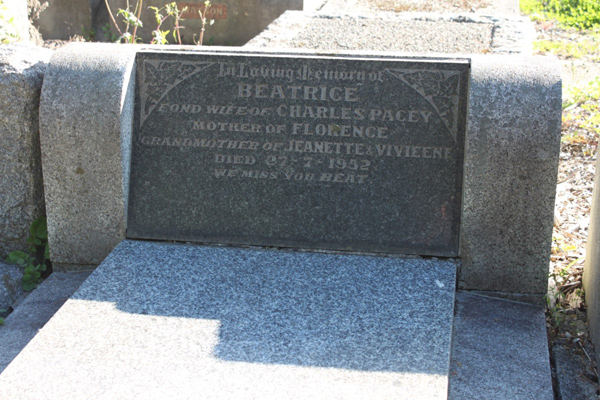 In Loving Memory of
BEATRICE
FOND WIFE OF CHARLES PACEY
MOTHER OF FLORENCE
GRANDMOTHER OF JEANETTE & VIVIEENE
DIED 27-7-1952
WE MISS YOU BEAT